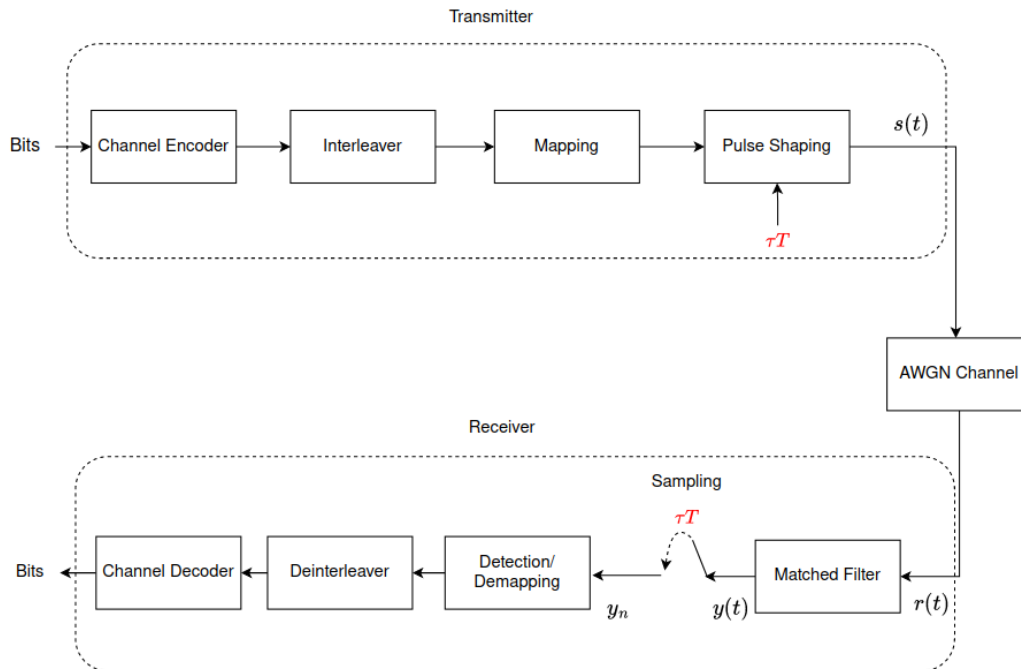 Transmitter
Bits
Channel Encoder
Interleaver
Mapping
Pulse Shaping
s(t)
τT
AWGN Channel
Receiver
Sampling
τT
Bits
Channel Decoder
Deinterleaver
Detection/
Demapping
y_n
y(t)
Matched Filter
r(t)